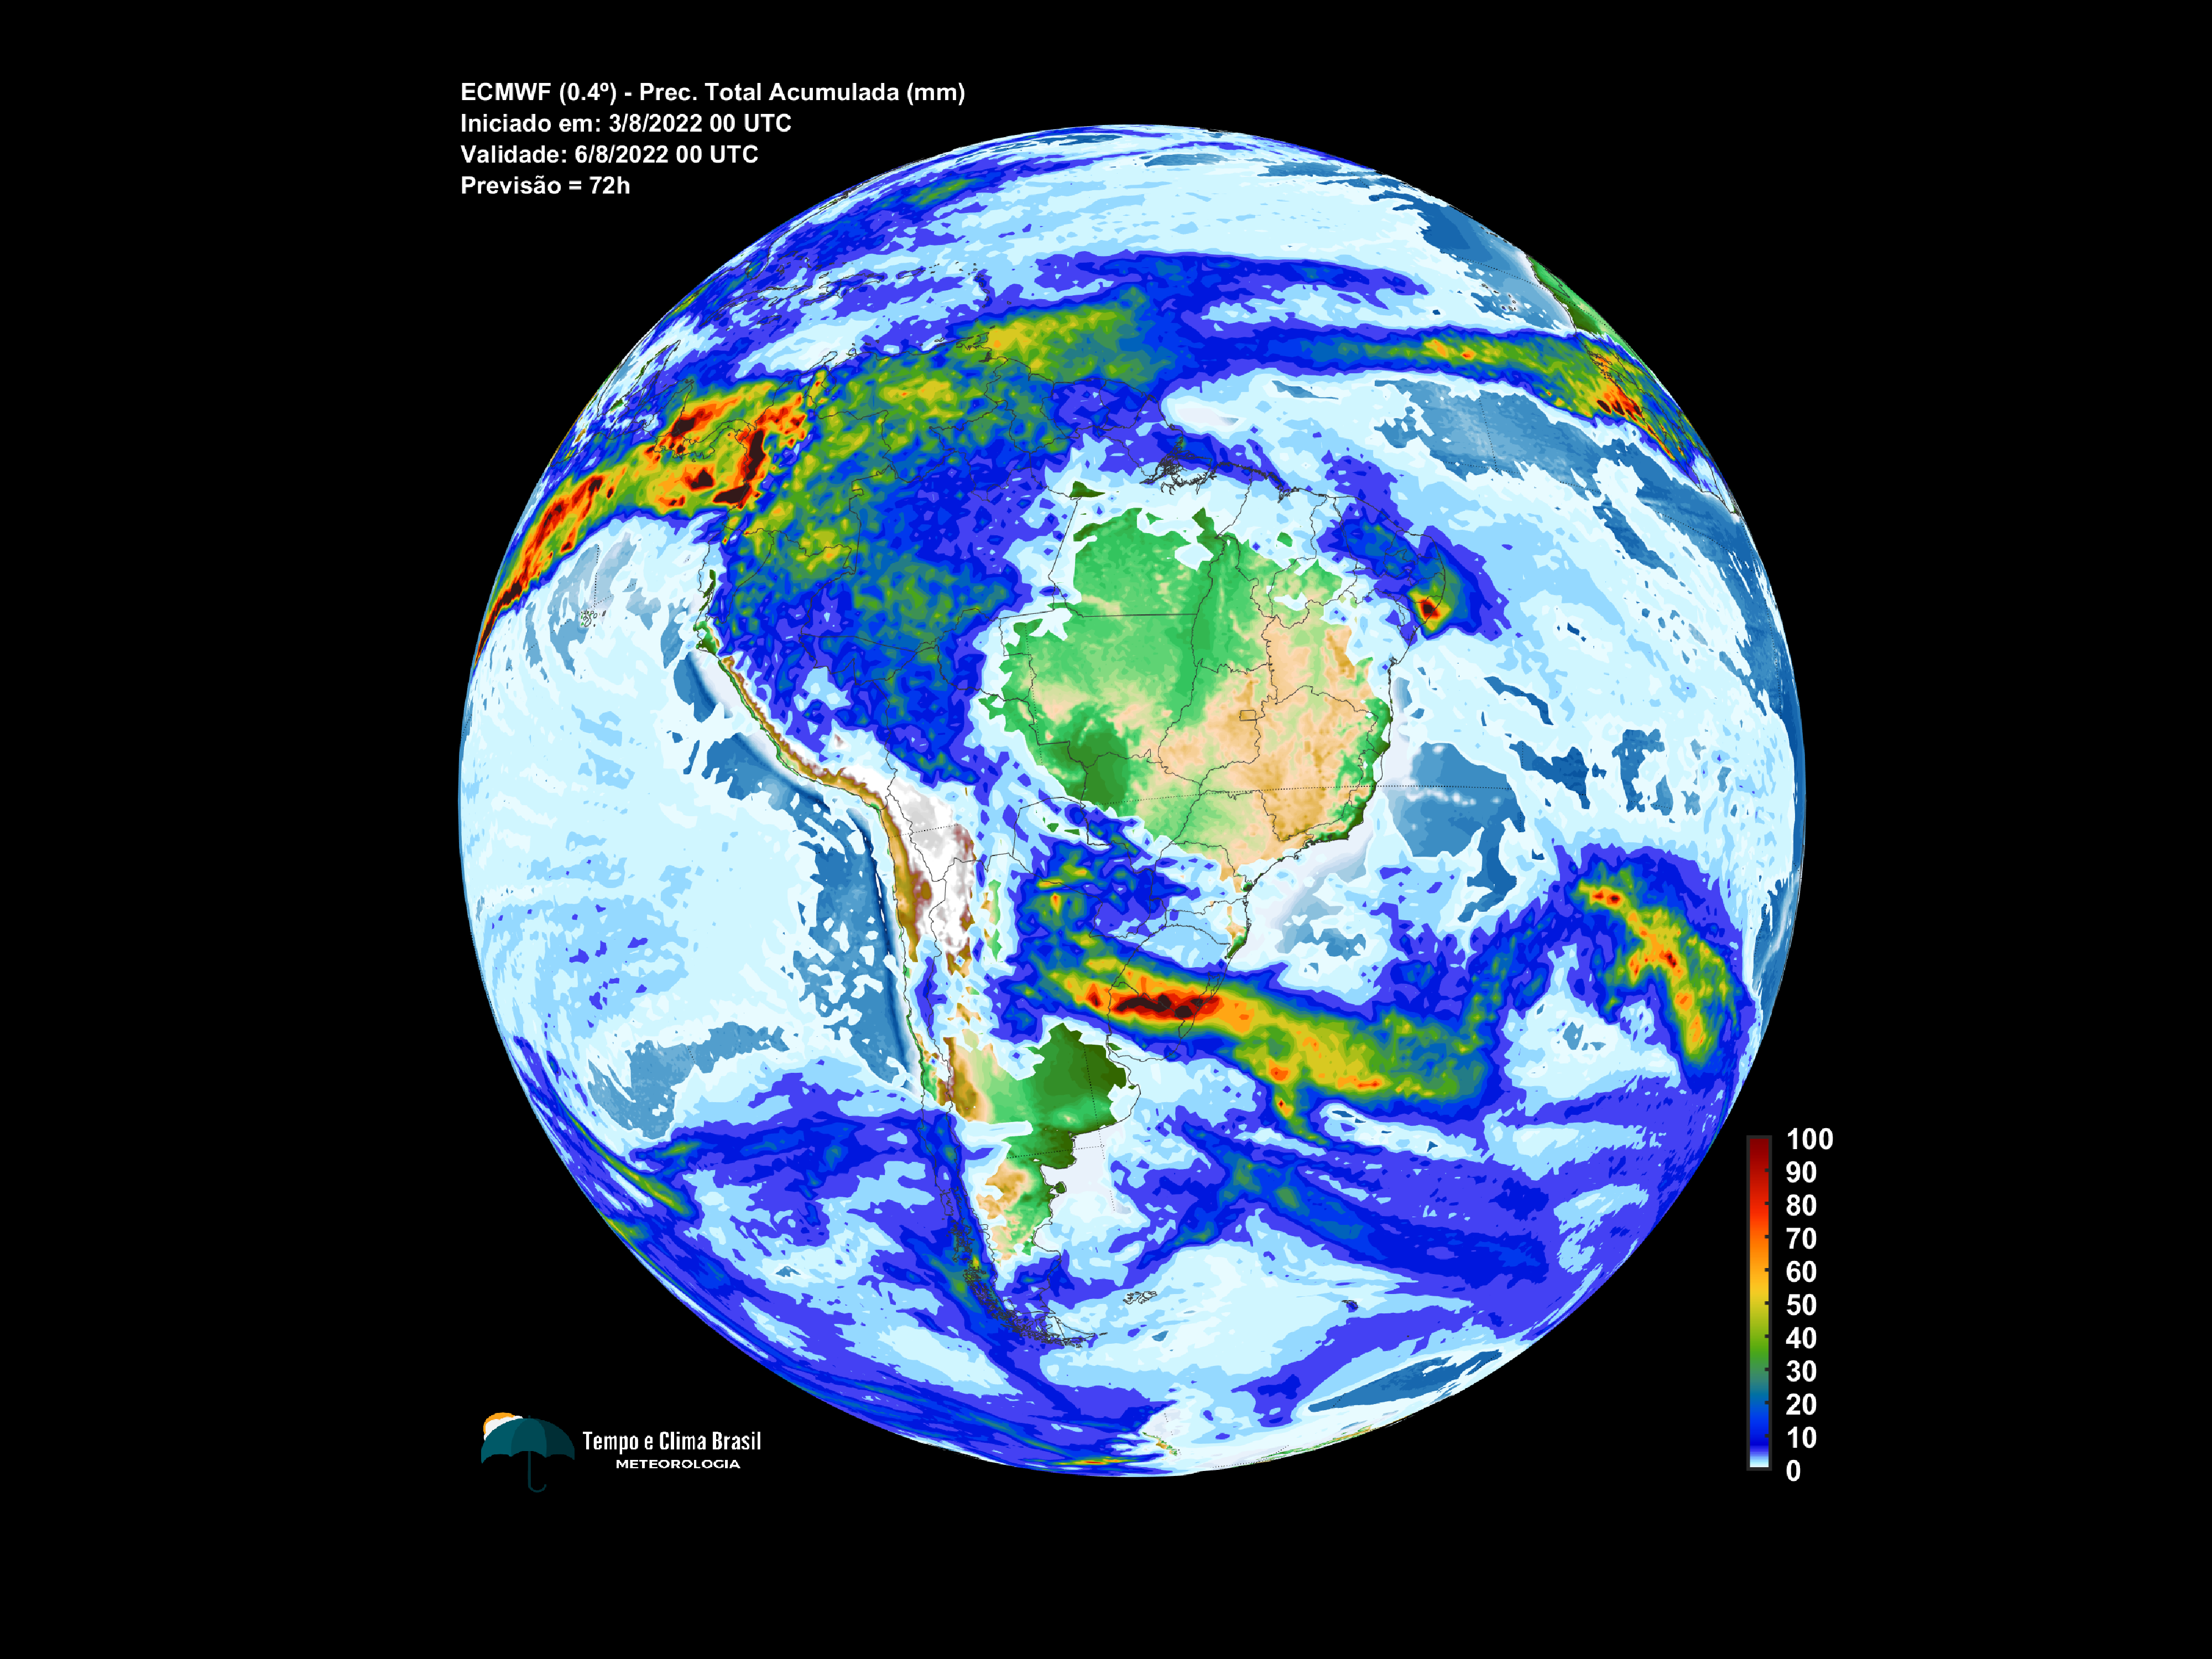 ECMWF (0.4º) - Prec. Total Acumulada (mm)
Iniciado em: 3/8/2022 00 UTC
Validade: 6/8/2022 00 UTC
Previsão = 72h
100
90
80
70
60
50
40
30
20
10
0
Tempo e Clima Brasil
METEOROLOGIA